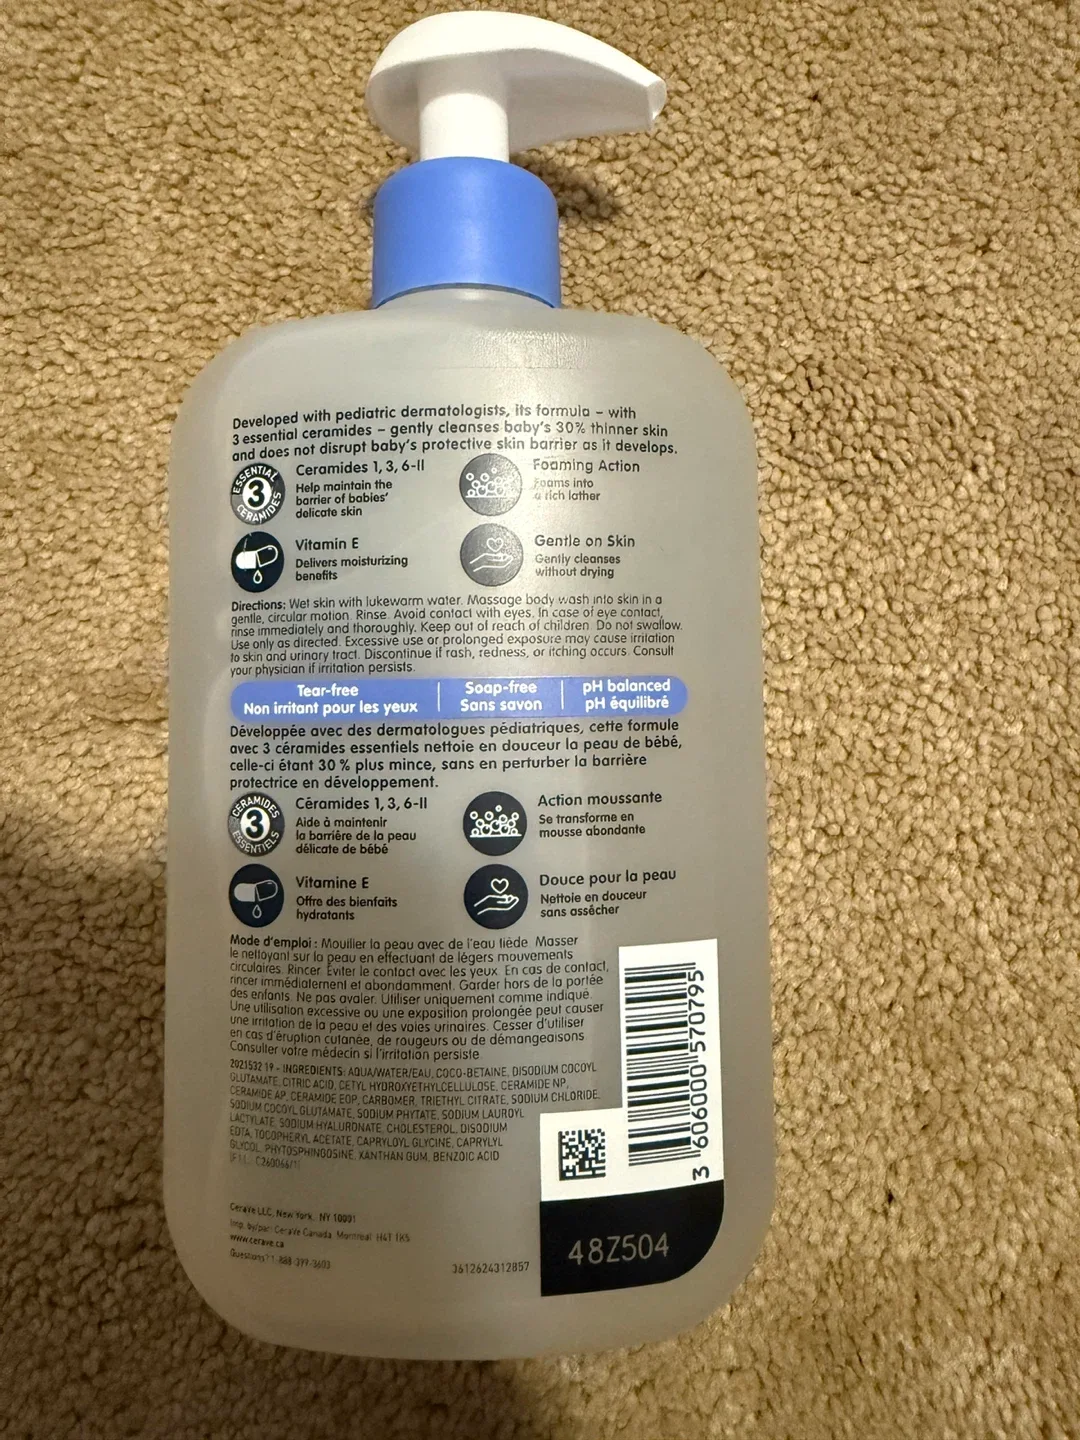 Developed with pediatric dermatologists, its formula – with
3 essential ceramides – gently cleanses baby's 30% thinner skin
and does not disrupt baby's protective skin barrier as it develops.
ESSENTIAL
3
CERAMIDES
Ceramides 1, 3, 6-II
Help maintain the
barrier of babies'
delicate skin
Foaming Action
Foams into
a rich lather
Vitamin E
Delivers moisturizing
benefits
Gentle on Skin
Gently cleanses
without drying
Directions: Wet skin with lukewarm water. Massage body wash into skin in a
gentle, circular motion. Rinse. Avoid contact with eyes. In case of eye contact,
rinse immediately and thoroughly. Keep out of reach of children. Do not swallow.
Use only as directed. Excessive use or prolonged exposure may cause irritation
to skin and urinary tract. Discontinue if rash, redness, or itching occurs. Consult
your physician if irritation persists.
Tear-free
Non irritant pour les yeux
Soap-free
Sans savon
pH balanced
pH équilibré
Développée avec des dermatologues pédiatriques, cette formule
avec 3 céramides essentiels nettoie en douceur la peau de bébé,
celle-ci étant 30 % plus mince, sans en perturber la barrière
protectrice en développement.
CÉRAMIDES
3
ESSENTIELS
Céramides 1, 3, 6-II
Aide à maintenir
la barrière de la peau
délicate de bébé
Action moussante
Se transforme en
mousse abondante
Vitamine E
Offre des bienfaits
hydratants
Douce pour la peau
Nettoie en douceur
sans assécher
Mode d'emploi : Mouiller la peau avec de l'eau tiède. Masser
le nettoyant sur la peau en effectuant de légers mouvements
circulaires. Rincer. Éviter le contact avec les yeux. En cas de contact,
rincer immédiatement et abondamment. Garder hors de la portée
des enfants. Ne pas avaler. Utiliser uniquement comme indiqué.
Une utilisation excessive ou une exposition prolongée peut causer
une irritation de la peau et des voies urinaires. Cesser d'utiliser
en cas d'éruption cutanée, de rougeurs ou de démangeaisons.
Consulter votre médecin si l'irritation persiste.
2021532 19 - INGREDIENTS: AQUA/WATER/EAU, COCO-BETAINE, DISODIUM COCOYL
GLUTAMATE, CITRIC ACID, CETYL HYDROXYETHYLCELLULOSE, CERAMIDE NP,
CERAMIDE AP, CERAMIDE EOP, CARBOMER, TRIETHYL CITRATE, SODIUM CHLORIDE,
SODIUM COCOYL GLUTAMATE, SODIUM PHYTATE, SODIUM LAUROYL
LACTYLATE, SODIUM HYALURONATE, CHOLESTEROL, DISODIUM
EDTA, TOCOPHERYL ACETATE, CAPRYLOYL GLYCINE, CAPRYLYL
GLYCOL, PHYTOSPHINGOSINE, XANTHAN GUM, BENZOIC ACID
C260066/1)
CeraVe LLC, New York, NY 10001
Imp. by/par: CeraVe Canada, Montréal H4T 1K5
www.cerave.ca
Questions? 1-888-397-3603
3612624312857
3 606000 570795
48Z504